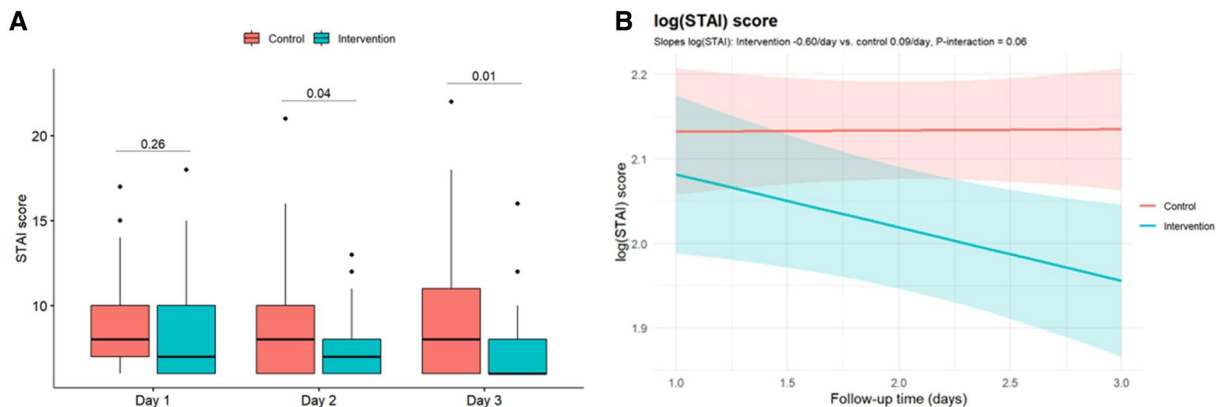 A
Control Intervention
0.01
0.04
0.26
20
15
10
STAI score
Day 1 Day 2 Day 3
B
log(STAI) score
Slopes log(STAI): Intervention -0.60/day vs. control 0.09/day, P-interaction = 0.06
2.2
2.1
2.0
1.9
log(STAI) score
1.0 1.5 2.0 2.5 3.0
Follow-up time (days)
Control
Intervention